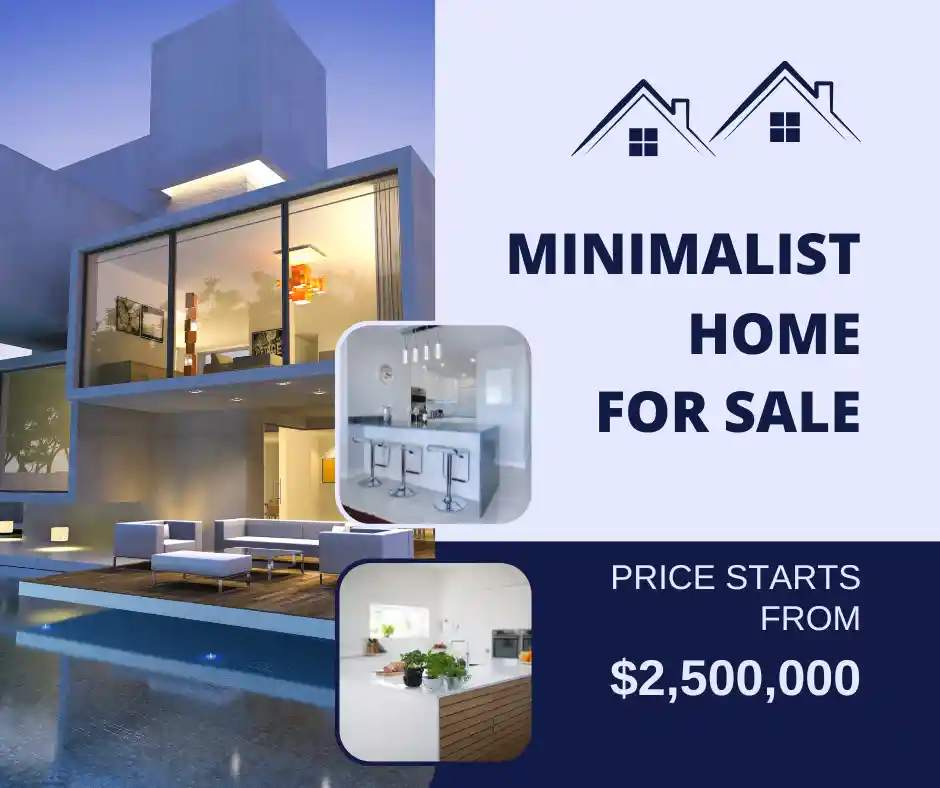 MINIMALIST
HOME
FOR SALE
PRICE STARTS
FROM
$2,500,000